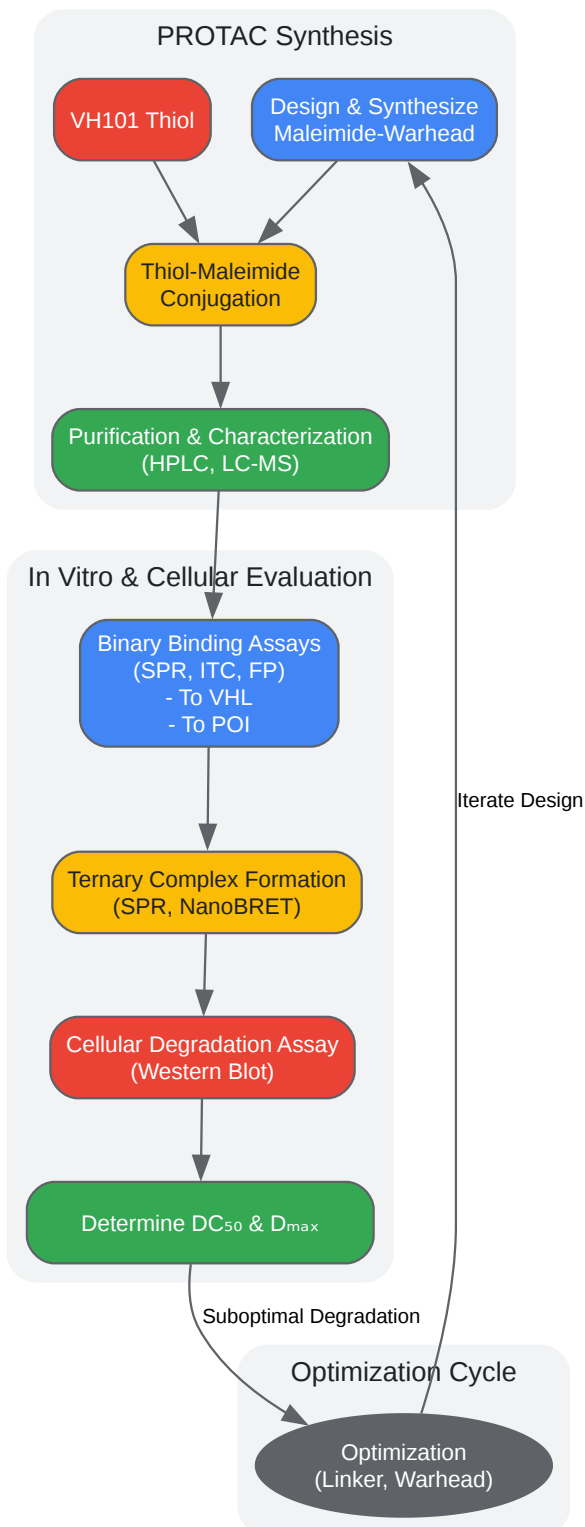 PROTAC Synthesis
VH101 Thiol
Design & Synthesize
Maleimide-Warhead
Thiol-Maleimide
Conjugation
Purification & Characterization
(HPLC, LC-MS)
In Vitro & Cellular Evaluation
Binary Binding Assays
(SPR, ITC, FP)
- To VHL
- To POI
Iterate Design
Ternary Complex Formation
(SPR, NanoBRET)
Cellular Degradation Assay
(Western Blot)
Determine DC₅₀ & Dₘₐₓ
Suboptimal Degradation
Optimization Cycle
Optimization
(Linker, Warhead)